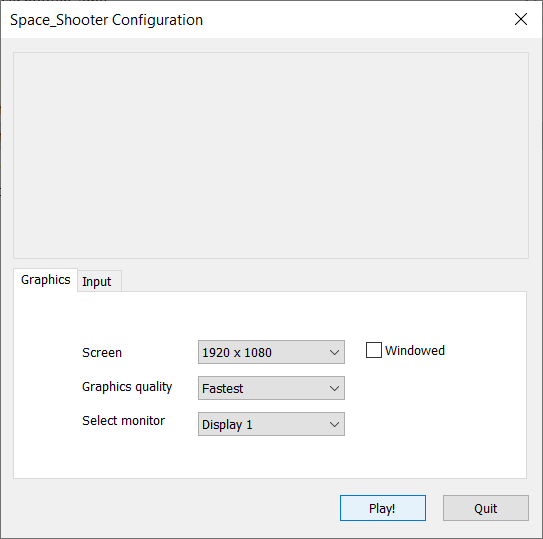 Space_Shooter Configuration
Graphics
Input
Screen
1920 x 1080
Windowed
Graphics quality
Fastest
Select monitor
Display 1
Play!
Quit